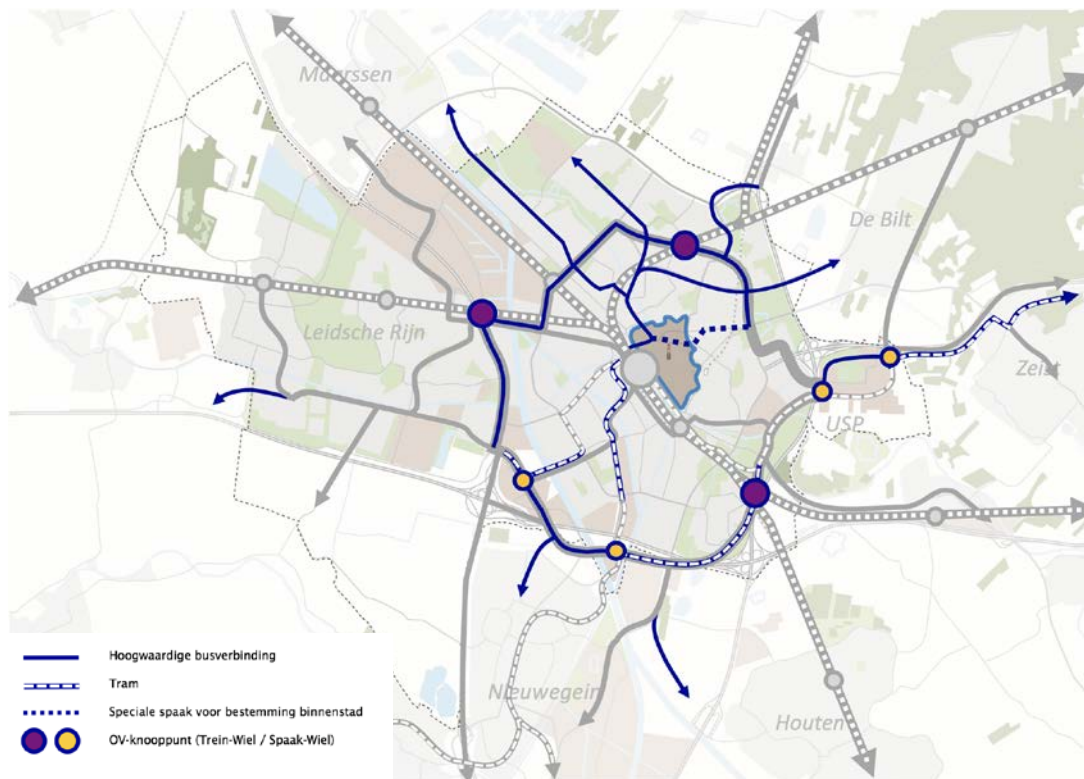 Maarssen
De Bilt
Leidsche Rijn
Zeist
USP
Nieuwegein
Houten
Hoogwaardige busverbinding
Tram
Speciale spaak voor bestemming binnenstad
OV-knooppunt (Trein-Wiel / Spaak-Wiel)